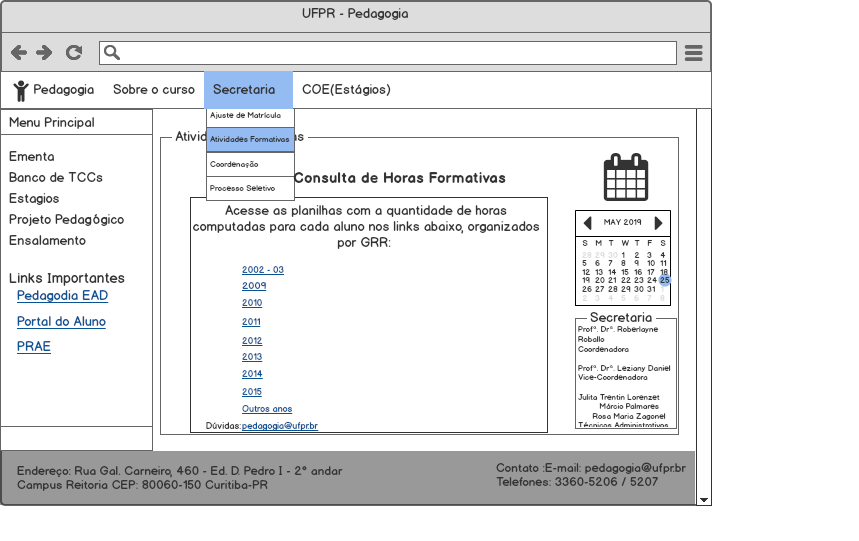 UFPR - Pedagogia
Pedagogia
Sobre o curso
Secretaria
COE(Estágios)
Ajuste de Matrícula
Atividades Formativas
Coordenação
Processo Seletivo
Menu Principal
Ementa
Banco de TCCs
Estagios
Projeto Pedagógico
Ensalamento
Links Importantes
Pedagodia EAD
Portal do Aluno
PRAE
Consulta de Horas Formativas
Acesse as planilhas com a quantidade de horas
computadas para cada aluno nos links abaixo, organizados
por GRR:
2002 - 03
2009
2010
2011
2012
2013
2014
2015
Outros anos
Dúvidas:pedagogia@ufpr.br
MAY 2019
S M T W T F S
28 29 30 1 2 3 4
5 6 7 8 9 10 11
12 13 14 15 16 17 18
19 20 21 22 23 24 25
26 27 28 29 30 31 1
2 3 4 5 6 7 8
Secretaria
Profª. Drª. Roberlayne
Roballo
Coordenadora
Profª. Drª. Leziany Daniel
Vice-Coordenadora
Julita Trentin Lorenzet
Márcio Palmares
Rosa Maria Zagonel
Técnicos Administrativos
Endereço: Rua Gal. Carneiro, 460 - Ed. D. Pedro I - 2° andar
Campus Reitoria CEP: 80060-150 Curitiba-PR
Contato :E-mail: pedagogia@ufpr.br
Telefones: 3360-5206 / 5207